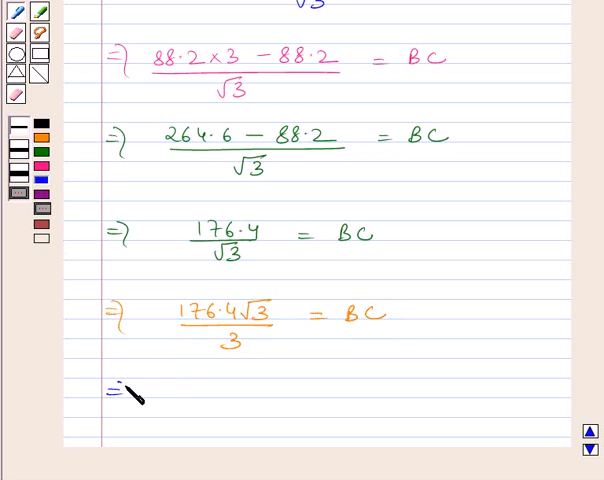 √3
⇒ 88.2 × 3 − 88.2 / √3 = BC
⇒ 264.6 − 88.2 / √3 = BC
⇒ 176.4 / √3 = BC
⇒ 176.4√3 / 3 = BC
=